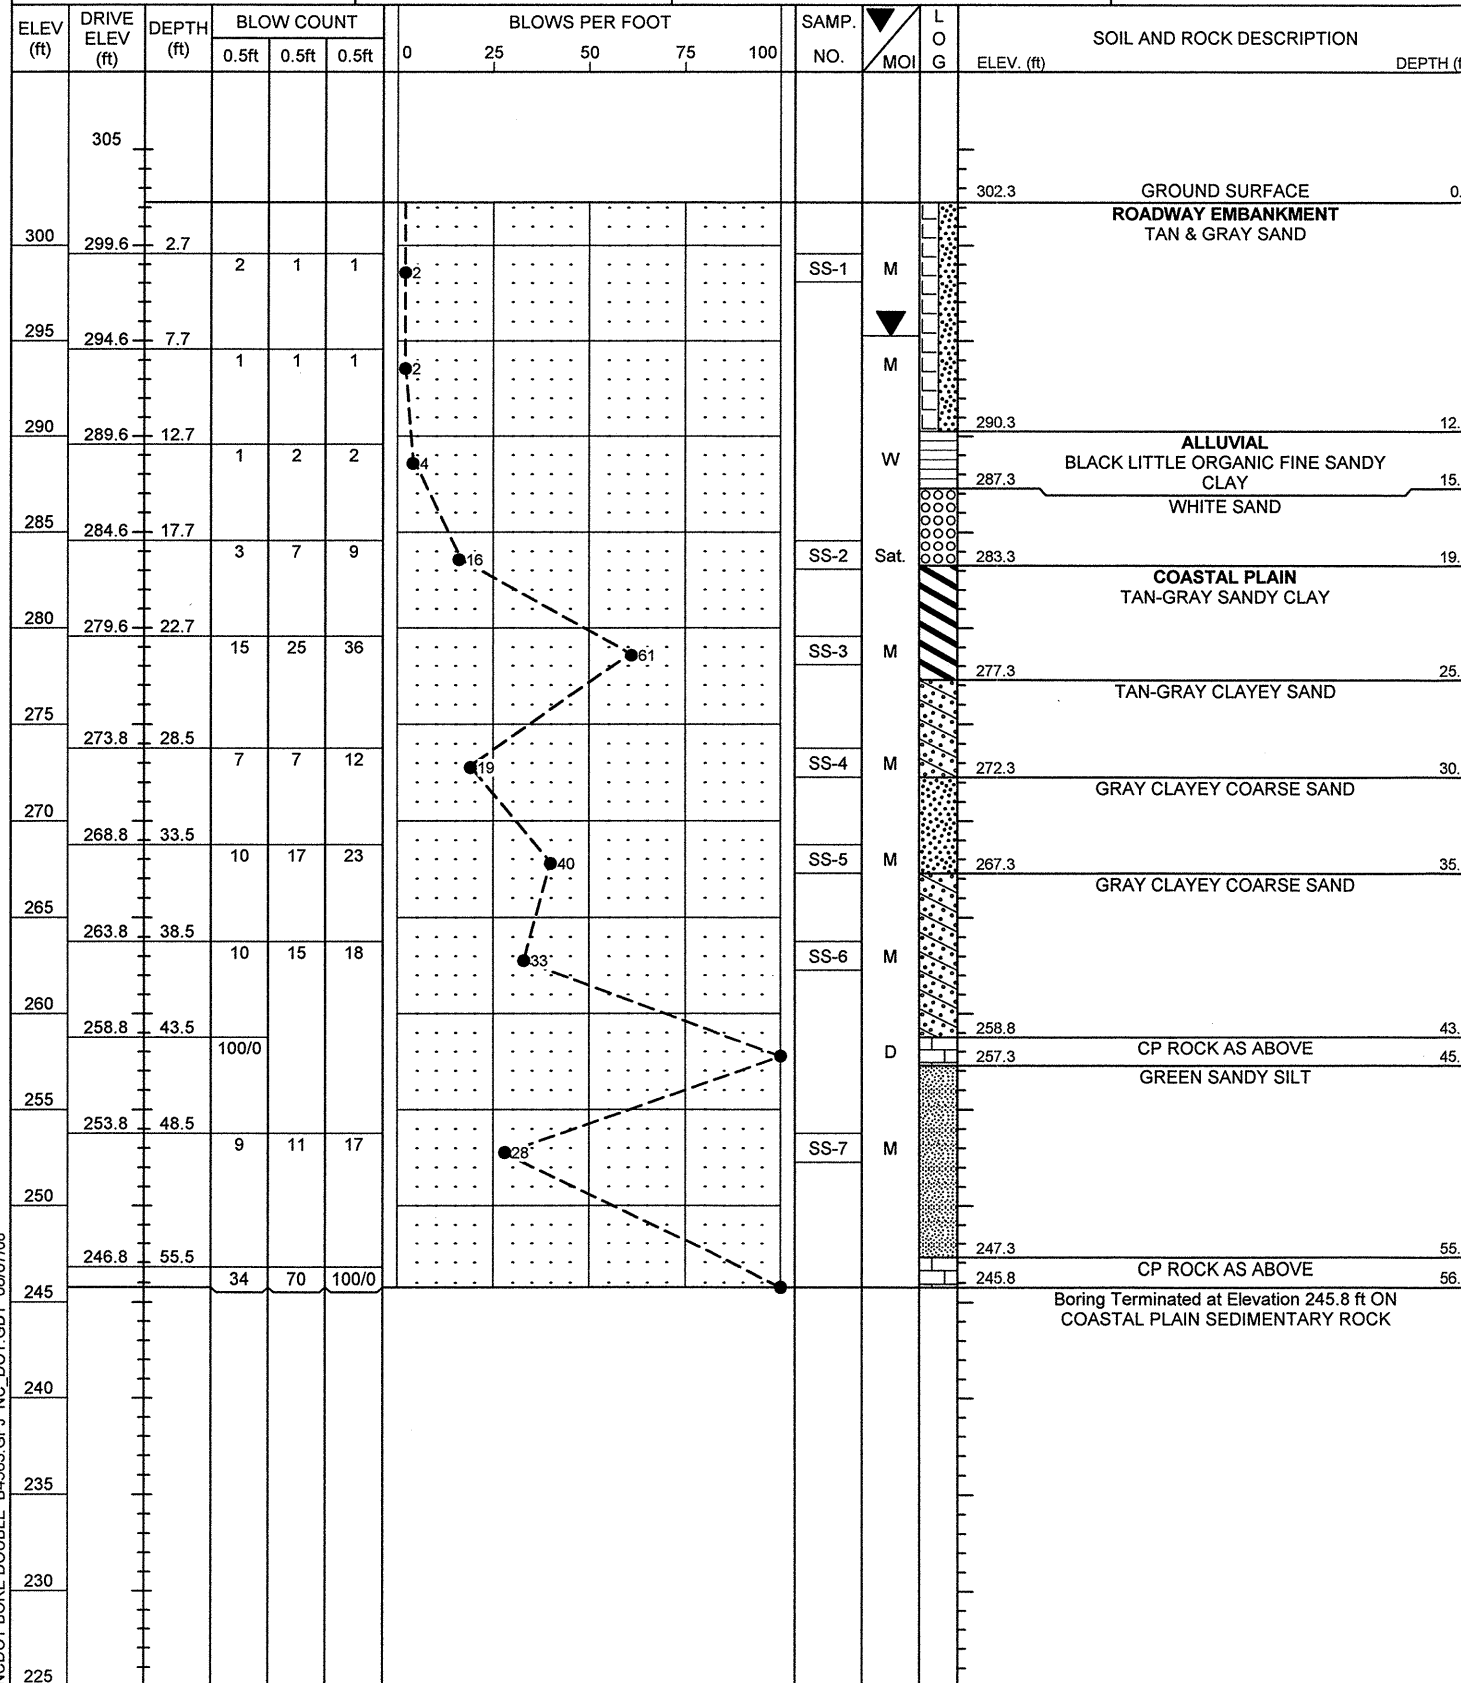 ELEV (ft) DRIVE ELEV (ft) DEPTH (ft) BLOW COUNT BLOWS PER FOOT SAMP. NO. MOI L O G SOIL AND ROCK DESCRIPTION
0.5ft 0.5ft 0.5ft 0 25 50 75 100 ELEV. (ft) DEPTH (f
305
302.3 GROUND SURFACE 0.
ROADWAY EMBANKMENT
TAN & GRAY SAND
300 299.6 2.7
2 1 1 2 SS-1 M
295 294.6 7.7
1 1 1 2 M
290 289.6 12.7 290.3 12.
ALLUVIAL
1 2 2 4 W BLACK LITTLE ORGANIC FINE SANDY
CLAY
287.3 15.
WHITE SAND
285 284.6 17.7
3 7 9 16 SS-2 Sat. 283.3 19.
COASTAL PLAIN
TAN-GRAY SANDY CLAY
280 279.6 22.7
15 25 36 61 SS-3 M
277.3 25.
TAN-GRAY CLAYEY SAND
275 273.8 28.5
7 7 12 19 SS-4 M 272.3 30.
GRAY CLAYEY COARSE SAND
270 268.8 33.5
10 17 23 40 SS-5 M 267.3 35.
GRAY CLAYEY COARSE SAND
265 263.8 38.5
10 15 18 33 SS-6 M
260 258.8 43.5 258.8 43.
100/0 D CP ROCK AS ABOVE
257.3 45.
GREEN SANDY SILT
255 253.8 48.5
9 11 17 28 SS-7 M
250
246.8 55.5 247.3 55.
34 70 100/0 CP ROCK AS ABOVE
245.8 56.
245 Boring Terminated at Elevation 245.8 ft ON
COASTAL PLAIN SEDIMENTARY ROCK
240
235
230
225